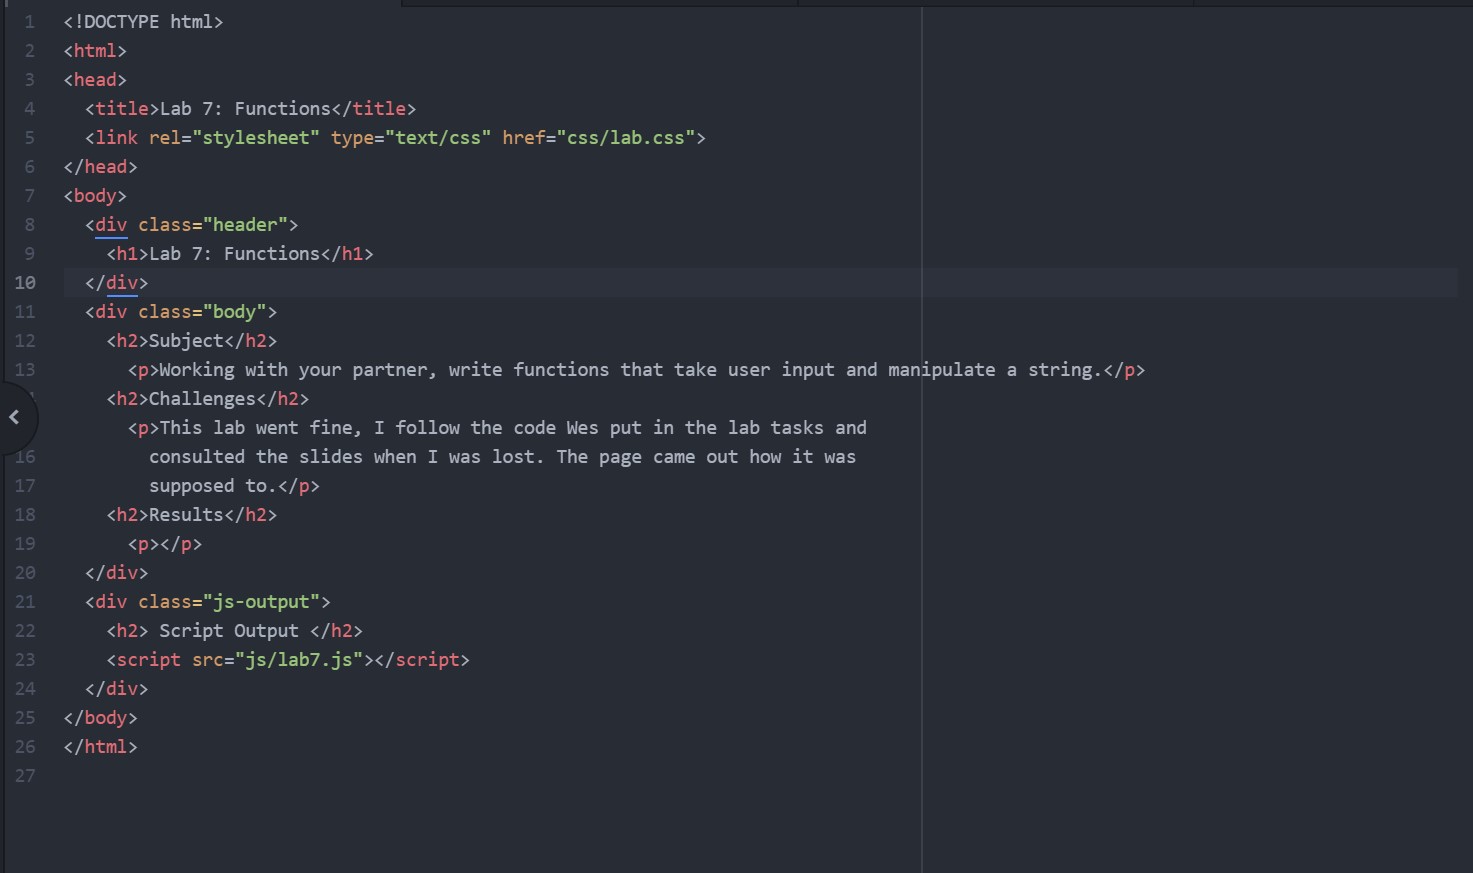 1 <!DOCTYPE html>
2 <html>
3 <head>
4   <title>Lab 7: Functions</title>
5   <link rel="stylesheet" type="text/css" href="css/lab.css">
6 </head>
7 <body>
8   <div class="header">
9     <h1>Lab 7: Functions</h1>
10   </div>
11   <div class="body">
12     <h2>Subject</h2>
13       <p>Working with your partner, write functions that take user input and manipulate a string.</p>
    <h2>Challenges</h2>
      <p>This lab went fine, I follow the code Wes put in the lab tasks and
16         consulted the slides when I was lost. The page came out how it was
17         supposed to.</p>
18     <h2>Results</h2>
19       <p></p>
20   </div>
21   <div class="js-output">
22     <h2> Script Output </h2>
23     <script src="js/lab7.js"></script>
24   </div>
25 </body>
26 </html>
27